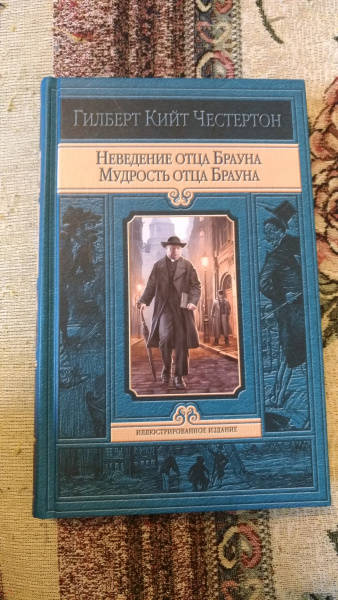 Гилберт Кийт Честертон
Неведение отца Брауна
Мудрость отца Брауна
Иллюстрированное издание